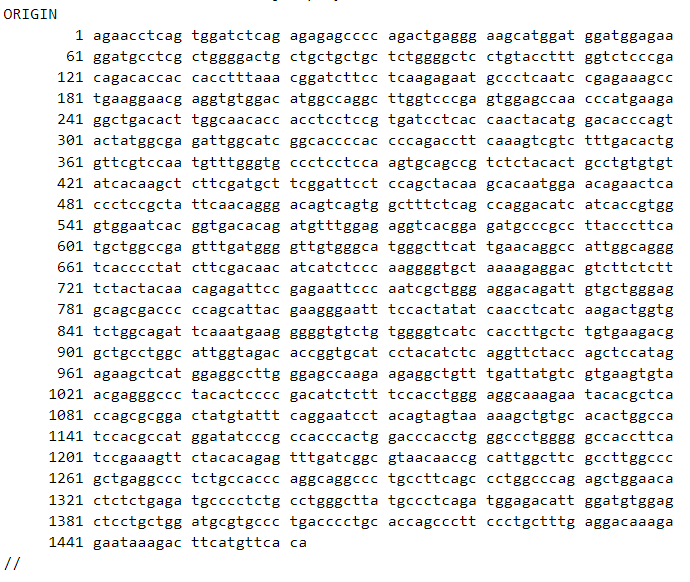 ORIGIN
1 agaacctcag tggatctcag agagagcccc agactgaggg aagcatggat ggatggagaa
61 ggatgcctcg ctggggactg ctgctgctgc tctggggctc ctgtaccttt ggtctcccga
121 cagacaccac cacctttaaa cggatcttcc tcaagagaat gccctcaatc cgagaaagcc
181 tgaaggaacg aggtgtggac atggccaggc ttggtcccga gtggagccaa cccatgaaga
241 ggctgacact tggcaacacc acctcctccg tgatcctcac caactacatg gacacccagt
301 actatggcga gattggcatc ggcaccccac cccagacctt caaagtcgtc tttgacactg
361 gttcgtccaa tgtttgggtg ccctcctcca agtgcagccg tctctacact gcctgtgtgt
421 atcacaagct cttcgatgct tcggattcct ccagctacaa gcacaatgga acagaactca
481 ccctccgcta ttcaacaggg acagtcagtg gctttctcag ccaggacatc atcaccgtgg
541 gtggaatcac ggtgacacag atgtttggag aggtcacgga gatgcccgcc ttacccttca
601 tgctggccga gtttgatggg gttgtgggca tgggcttcat tgaacaggcc attggcaggg
661 tcacccctat cttcgacaac atcatctccc aaggggtgct aaaagaggac gtcttctctt
721 tctactacaa cagagattcc gagaattccc aatcgctggg aggacagatt gtgctgggag
781 gcagcgaccc ccagcattac gaagggaatt tccactatat caacctcatc aagactggtg
841 tctggcagat tcaaatgaag ggggtgtctg tggggtcatc caccttgctc tgtgaagacg
901 gctgcctggc attggtagac accggtgcat cctacatctc aggttctacc agctccatag
961 agaagctcat ggaggccttg ggagccaaga agaggctgtt tgattatgtc gtgaagtgta
1021 acgagggccc tacactcccc gacatctctt tccacctggg aggcaaagaa tacacgctca
1081 ccagcgcgga ctatgtattt caggaatcct acagtagtaa aaagctgtgc acactggcca
1141 tccacgccat ggatatcccg ccacccactg gacccacctg ggccctgggg gccaccttca
1201 tccgaaagtt ctacacagag tttgatcggc gtaacaaccg cattggcttc gccttggccc
1261 gctgaggccc tctgccaccc aggcaggccc tgccttcagc cctggcccag agctggaaca
1321 ctctctgaga tgcccctctg cctgggctta tgccctcaga tggagacatt ggatgtggag
1381 ctcctgctgg atgcgtgccc tgacccctgc accagccctt ccctgctttg aggacaaaga
1441 gaataaagac ttcatgttca ca
//